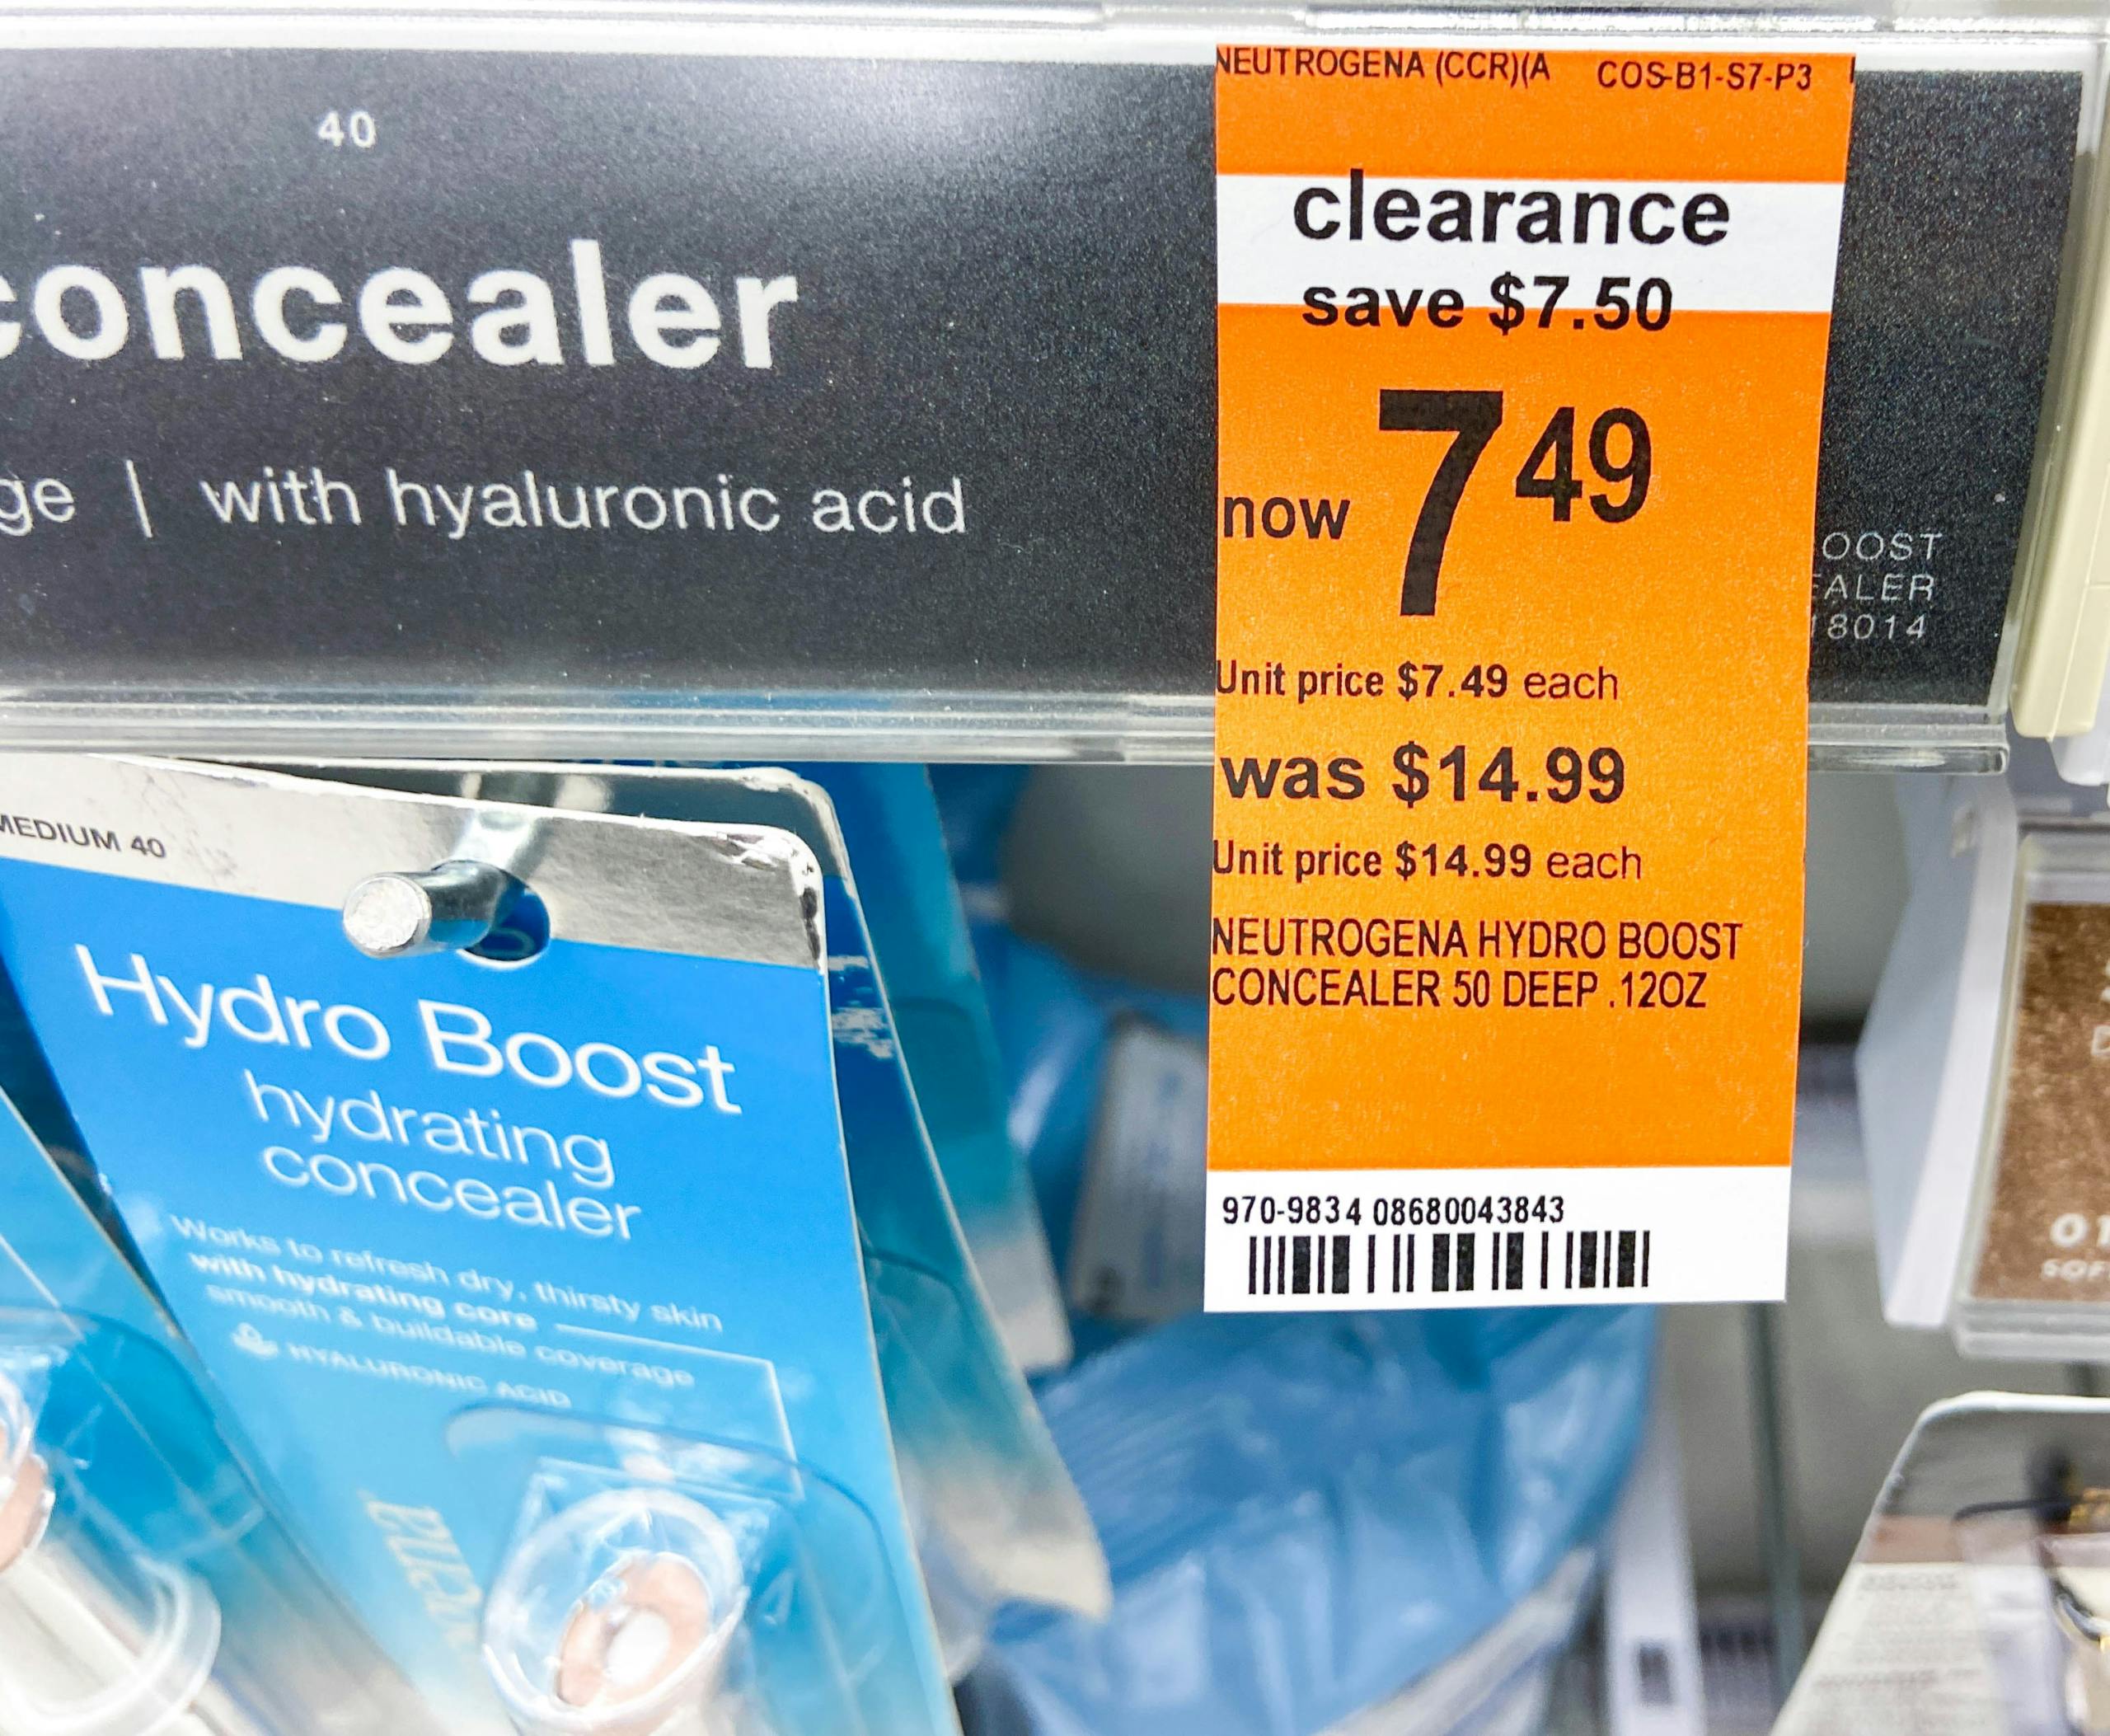 40
concealer
ge | with hyaluronic acid
OOST
EALER
18014
NEUTROGENA (CCR)(A COS-B1-S7-P3
clearance
save $7.50
now 7 49
Unit price $7.49 each
was $14.99
Unit price $14.99 each
NEUTROGENA HYDRO BOOST
CONCEALER 50 DEEP .12OZ
970-9834 08680043843
MEDIUM 40
Hydro Boost
hydrating
concealer
Works to refresh dry, thirsty skin
with hydrating core
smooth & buildable coverage
HYALURONIC ACID
01
SOF